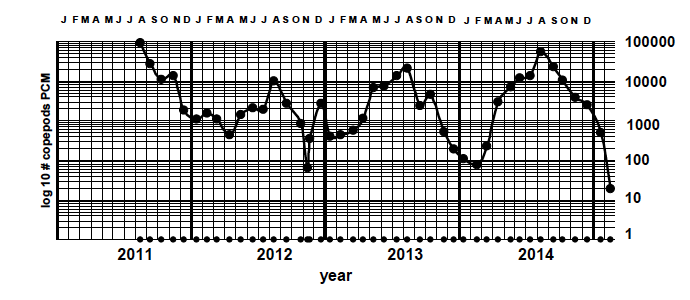 J F M A M J J A S O N D J F M A M J J A S O N D J F M A M J J A S O N D J F M A M J J A S O N D
100000
10000
1000
100
10
1
log 10 # copepods PCM
2011 2012 2013 2014
year